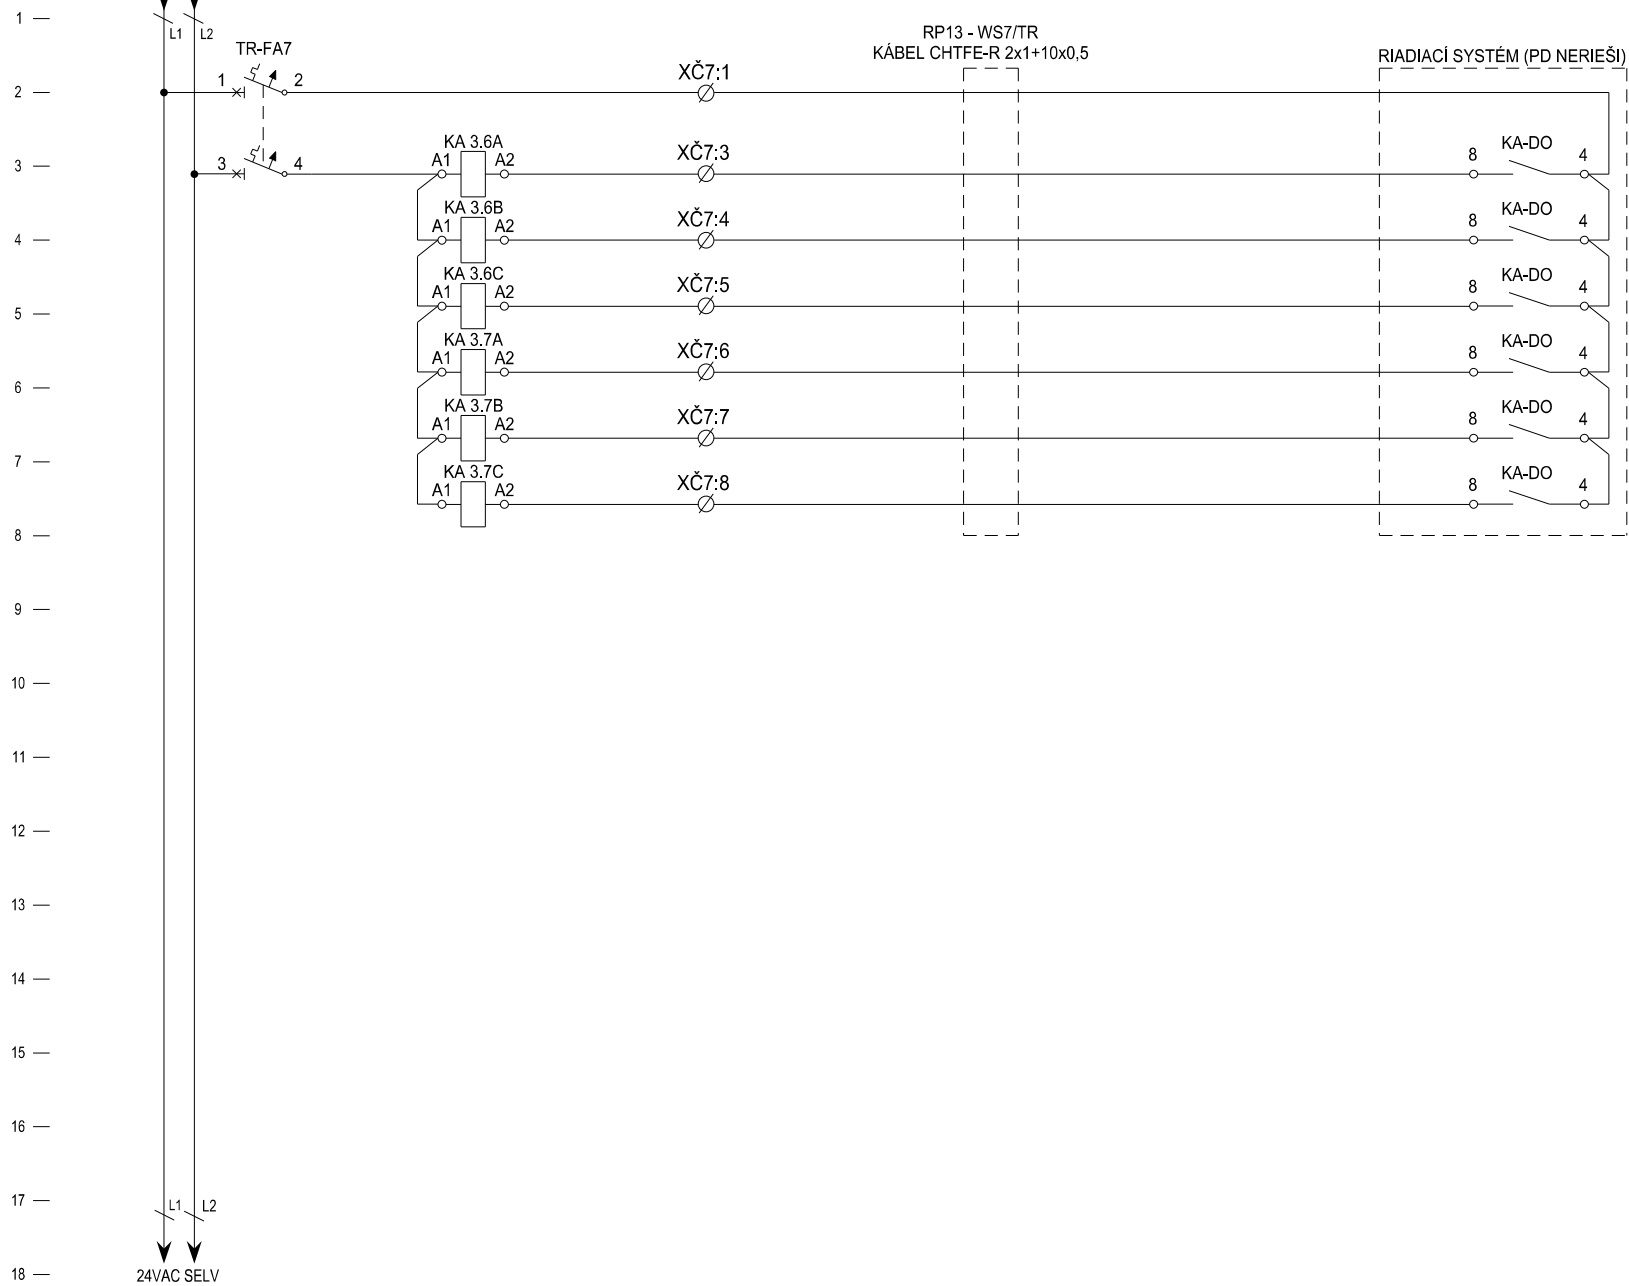 1
L1 L2
TR-FA7
RP13 - WS7/TR
KÁBEL CHTFE-R 2x1+10x0,5
RIADIACÍ SYSTÉM (PD NERIEŠI)
2
1 2
XČ7:1
3
3 4
KA 3.6A
A1 A2
XČ7:3
8 KA-DO 4
4
KA 3.6B
A1 A2
XČ7:4
8 KA-DO 4
5
KA 3.6C
A1 A2
XČ7:5
8 KA-DO 4
6
KA 3.7A
A1 A2
XČ7:6
8 KA-DO 4
7
KA 3.7B
A1 A2
XČ7:7
8 KA-DO 4
KA 3.7C
A1 A2
XČ7:8
8 KA-DO 4
8
9
10
11
12
13
14
15
16
17
L1 L2
18
24VAC SELV